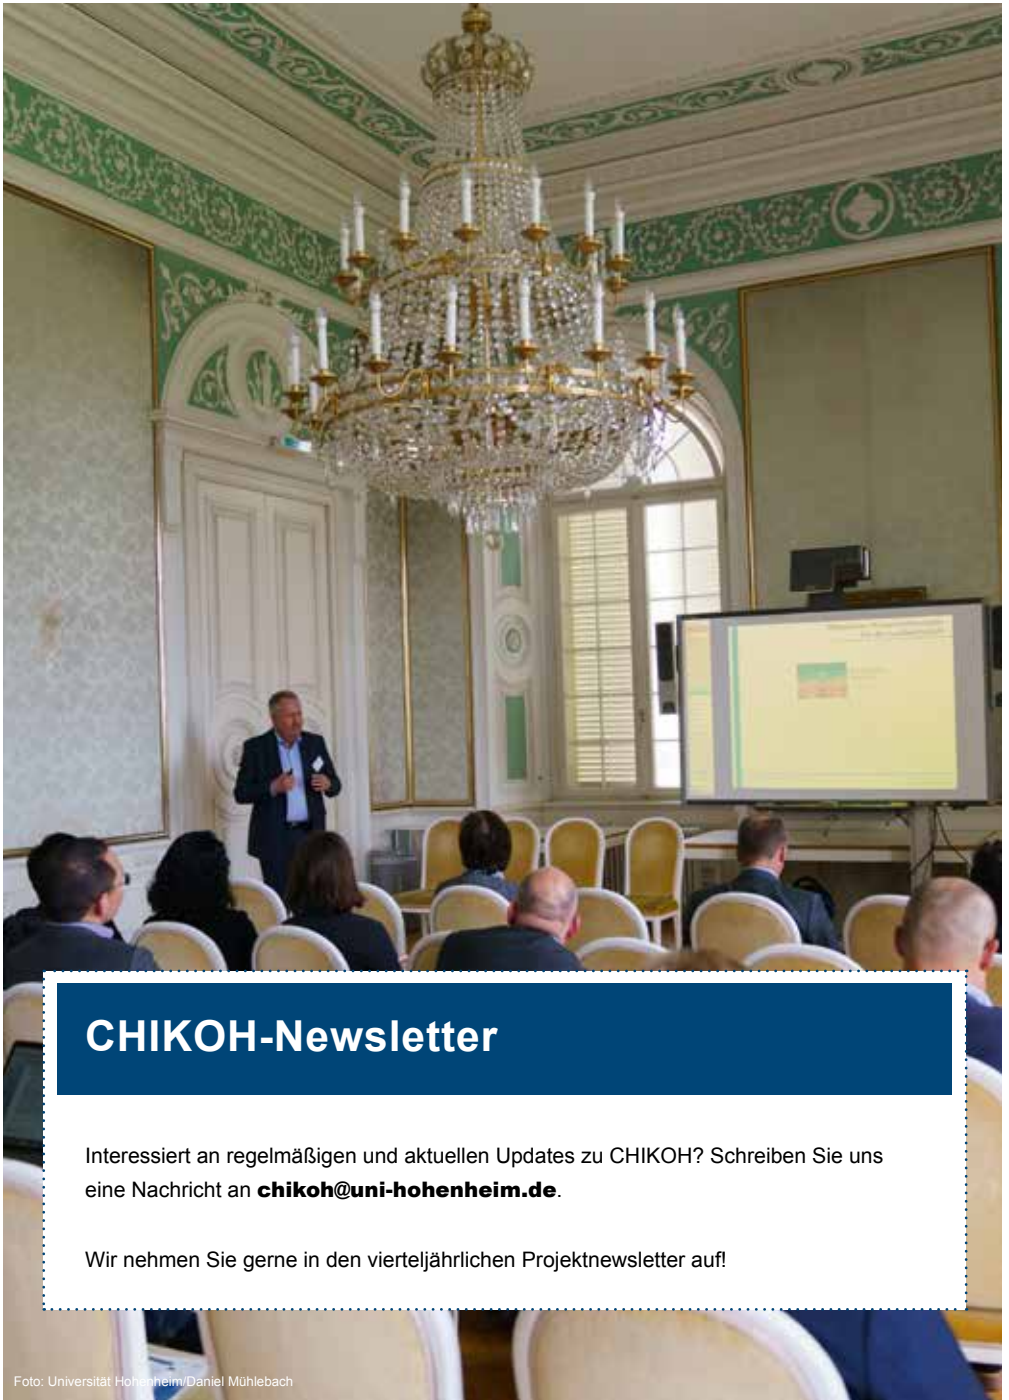 CHIKOH-Newsletter
Interessiert an regelmäßigen und aktuellen Updates zu CHIKOH? Schreiben Sie uns
eine Nachricht an chikoh@uni-hohenheim.de.
Wir nehmen Sie gerne in den vierteljährlichen Projektnewsletter auf!
Foto: Universität Hohenheim/Daniel Mühlebach